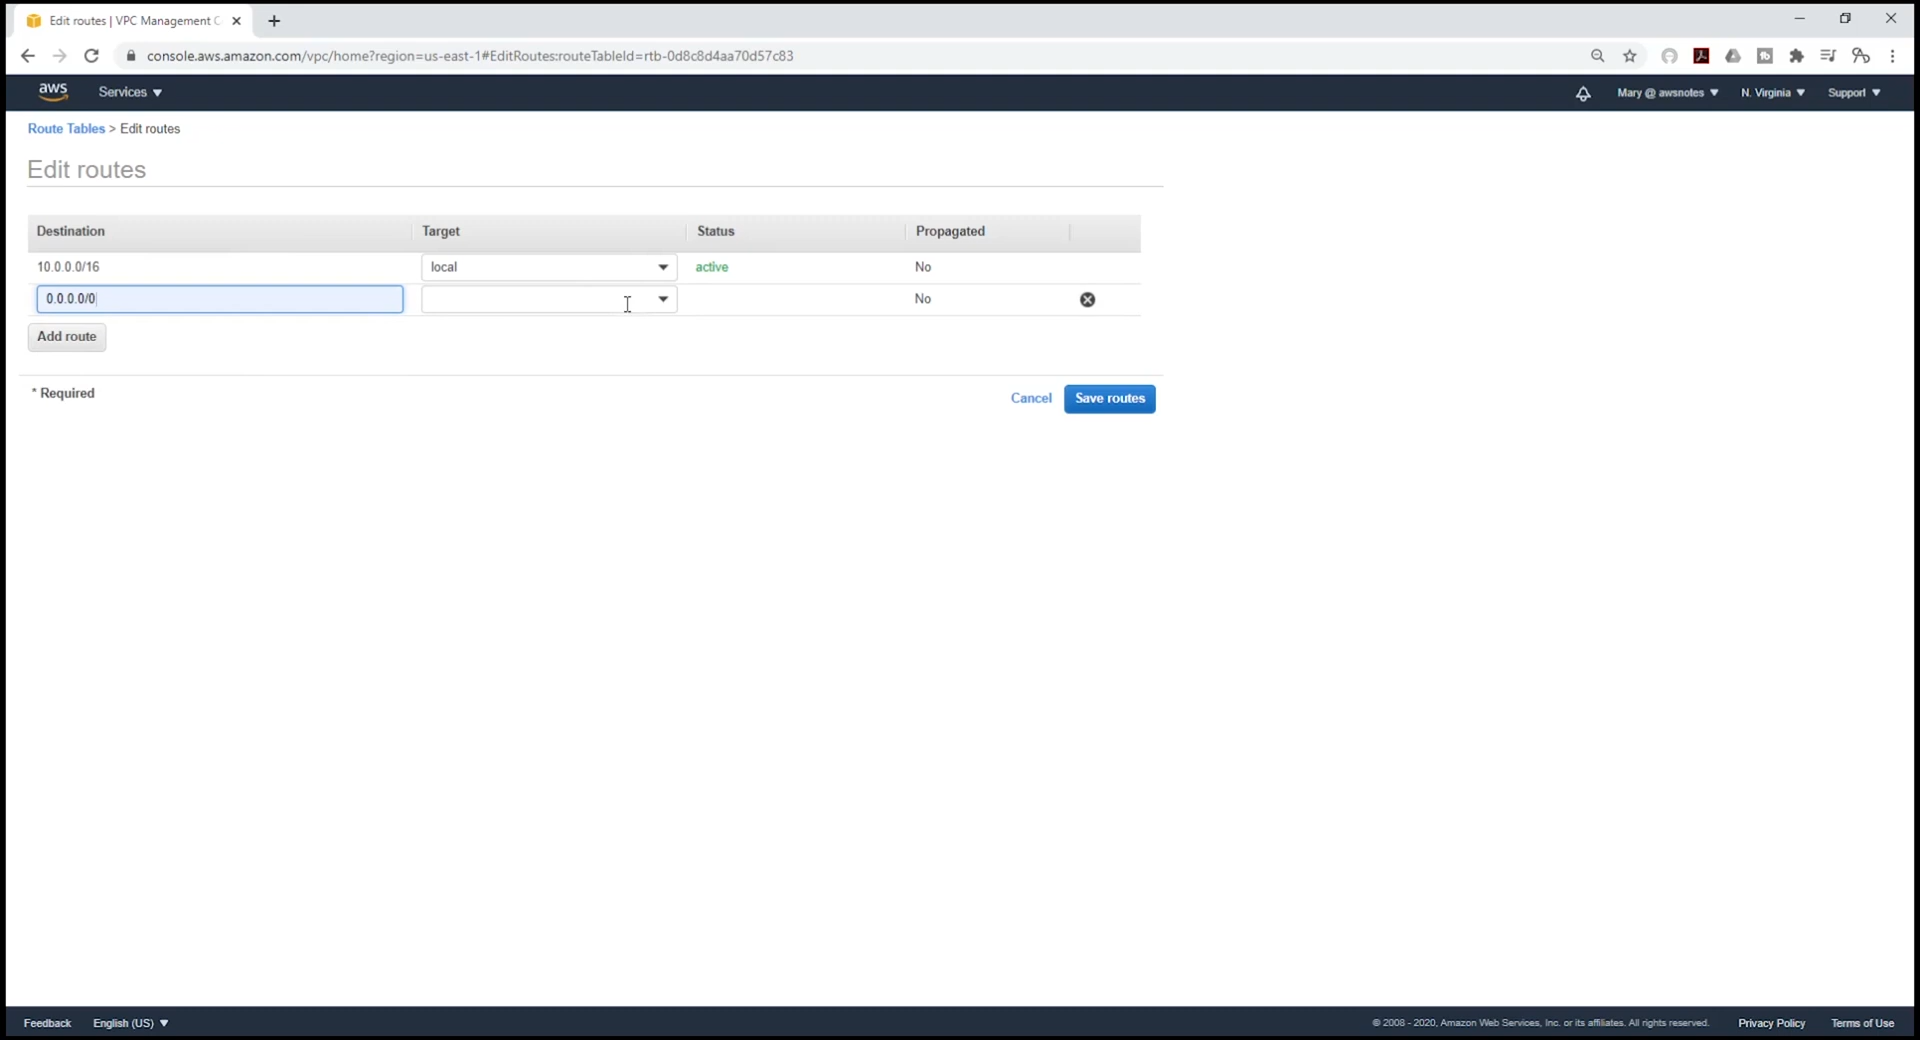 Edit routes | VPC Management C
console.aws.amazon.com/vpc/home?region=us-east-1#EditRoutes:routeTableId=rtb-0d8c8d4aa70d57c83
aws Services Mary @ awsnotes N. Virginia Support
Route Tables > Edit routes
Edit routes
Destination Target Status Propagated
10.0.0.0/16 local active No
0.0.0.0/0 No
Add route
* Required Cancel Save routes
Feedback English (US) © 2008 - 2020, Amazon Web Services, Inc. or its affiliates. All rights reserved. Privacy Policy Terms of Use